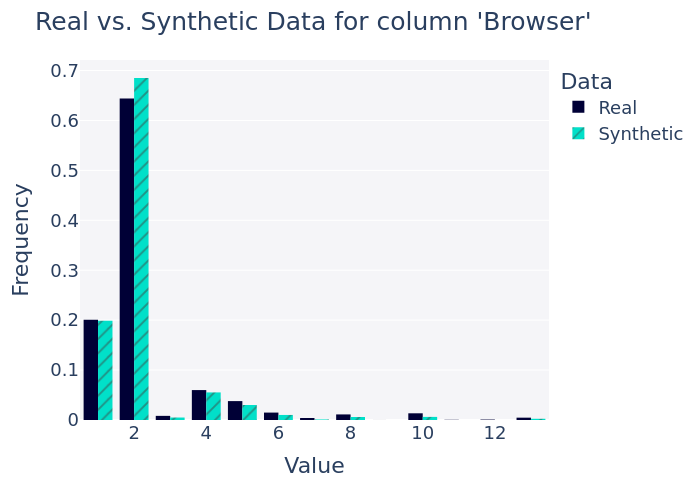 Real vs. Synthetic Data for column 'Browser'
0.7
0.6
0.5
0.4
0.3
0.2
0.1
0
Frequency
2
4
6
8
10
12
Value
Data
Real
Synthetic